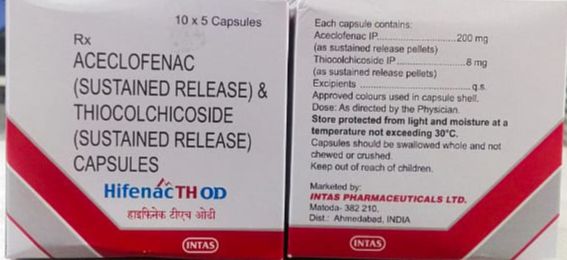 10 x 5 Capsules
Rx
ACECLOFENAC
(SUSTAINED RELEASE) &
THIOCOLCHICOSIDE
(SUSTAINED RELEASE)
CAPSULES
Hifenac TH OD
हाइफिनेक टीएच ओडी
INTAS
Each capsule contains:
Aceclofenac IP..............................200 mg
(as sustained release pellets)
Thiocolchicoside IP..........................8 mg
(as sustained release pellets)
Excipients ......................................q.s.
Approved colours used in capsule shell.
Dose: As directed by the Physician.
Store protected from light and moisture at a
temperature not exceeding 30°C.
Capsules should be swallowed whole and not
chewed or crushed.
Keep out of reach of children.
Marketed by:
INTAS PHARMACEUTICALS LTD.
Matoda- 382 210,
Dist.: Ahmedabad, INDIA
INTAS